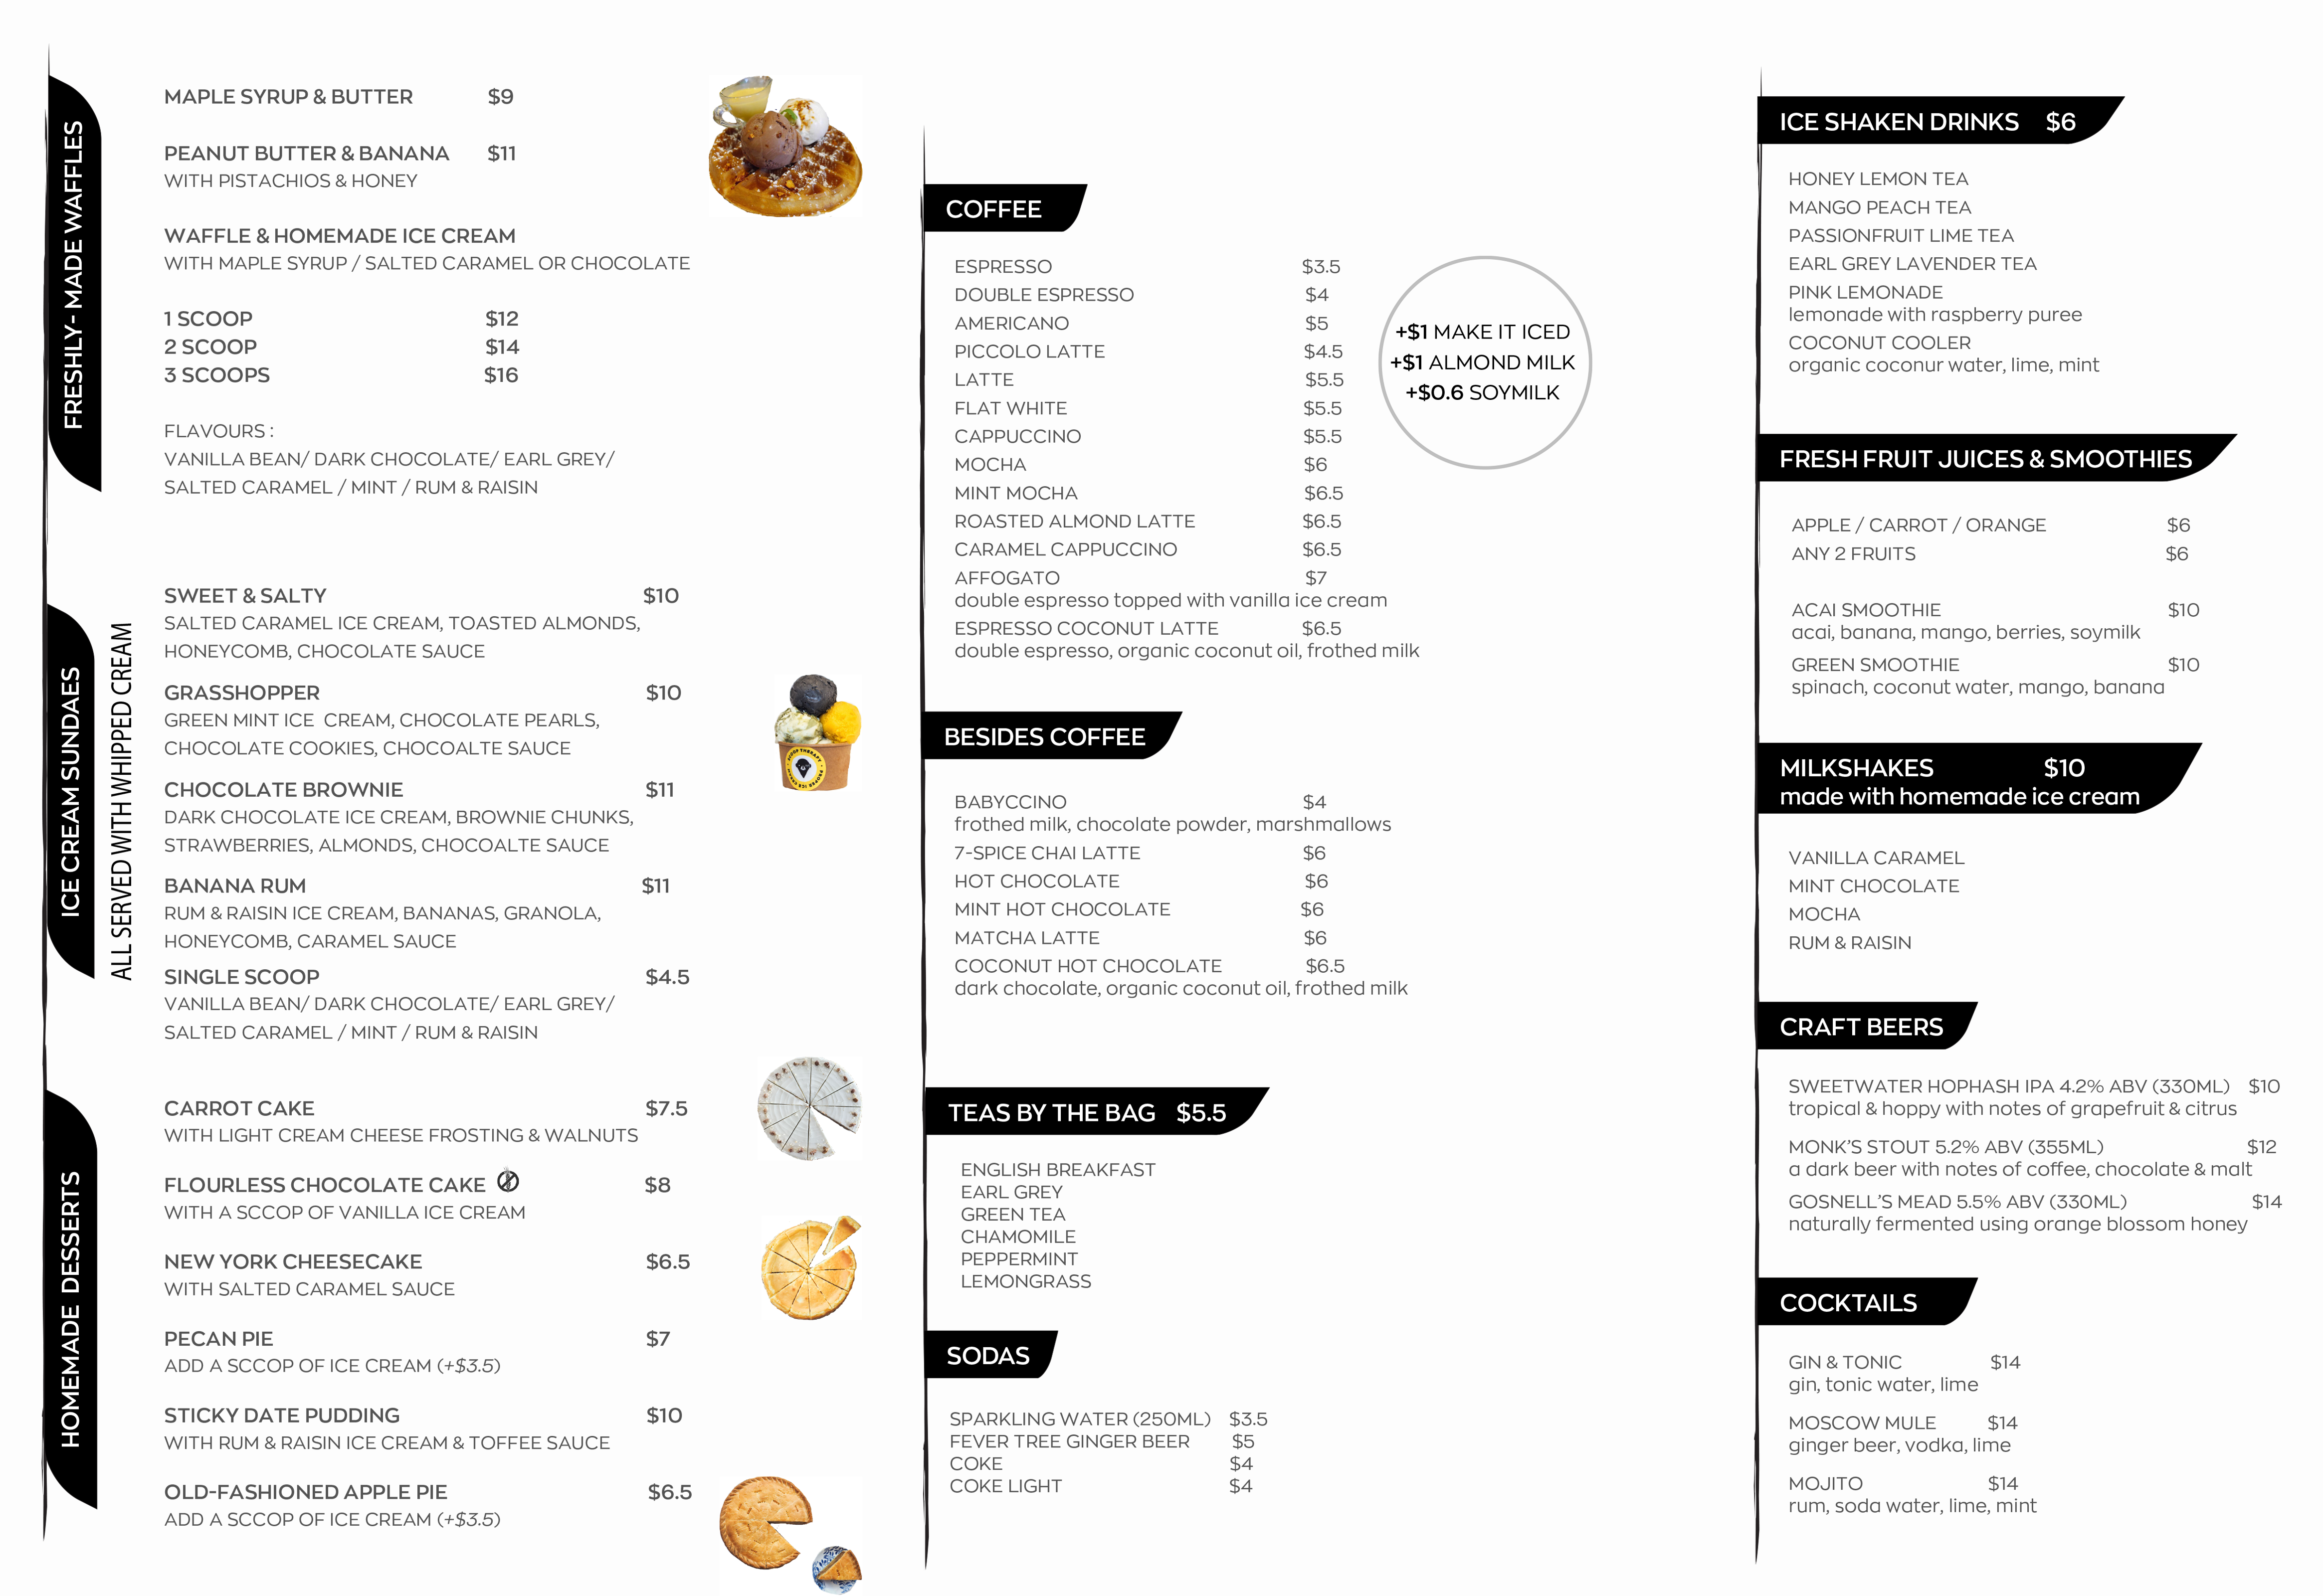 FRESHLY- MADE WAFFLES
MAPLE SYRUP & BUTTER $9
PEANUT BUTTER & BANANA $11
WITH PISTACHIOS & HONEY
WAFFLE & HOMEMADE ICE CREAM
WITH MAPLE SYRUP / SALTED CARAMEL OR CHOCOLATE
1 SCOOP $12
2 SCOOP $14
3 SCOOPS $16
FLAVOURS :
VANILLA BEAN/ DARK CHOCOLATE/ EARL GREY/
SALTED CARAMEL / MINT / RUM & RAISIN
ICE CREAM SUNDAES
ALL SERVED WITH WHIPPED CREAM
SWEET & SALTY $10
SALTED CARAMEL ICE CREAM, TOASTED ALMONDS,
HONEYCOMB, CHOCOLATE SAUCE
GRASSHOPPER $10
GREEN MINT ICE CREAM, CHOCOLATE PEARLS,
CHOCOLATE COOKIES, CHOCOALTE SAUCE
CHOCOLATE BROWNIE $11
DARK CHOCOLATE ICE CREAM, BROWNIE CHUNKS,
STRAWBERRIES, ALMONDS, CHOCOALTE SAUCE
BANANA RUM $11
RUM & RAISIN ICE CREAM, BANANAS, GRANOLA,
HONEYCOMB, CARAMEL SAUCE
SINGLE SCOOP $4.5
VANILLA BEAN/ DARK CHOCOLATE/ EARL GREY/
SALTED CARAMEL / MINT / RUM & RAISIN
HOMEMADE DESSERTS
CARROT CAKE $7.5
WITH LIGHT CREAM CHEESE FROSTING & WALNUTS
FLOURLESS CHOCOLATE CAKE $8
WITH A SCCOP OF VANILLA ICE CREAM
NEW YORK CHEESECAKE $6.5
WITH SALTED CARAMEL SAUCE
PECAN PIE $7
ADD A SCCOP OF ICE CREAM (+$3.5)
STICKY DATE PUDDING $10
WITH RUM & RAISIN ICE CREAM & TOFFEE SAUCE
OLD-FASHIONED APPLE PIE $6.5
ADD A SCCOP OF ICE CREAM (+$3.5)
COFFEE
ESPRESSO $3.5
DOUBLE ESPRESSO $4
AMERICANO $5
PICCOLO LATTE $4.5
LATTE $5.5
FLAT WHITE $5.5
CAPPUCCINO $5.5
MOCHA $6
MINT MOCHA $6.5
ROASTED ALMOND LATTE $6.5
CARAMEL CAPPUCCINO $6.5
AFFOGATO $7
double espresso topped with vanilla ice cream
ESPRESSO COCONUT LATTE $6.5
double espresso, organic coconut oil, frothed milk
+$1 MAKE IT ICED
+$1 ALMOND MILK
+$0.6 SOYMILK
BESIDES COFFEE
BABYCCINO $4
frothed milk, chocolate powder, marshmallows
7-SPICE CHAI LATTE $6
HOT CHOCOLATE $6
MINT HOT CHOCOLATE $6
MATCHA LATTE $6
COCONUT HOT CHOCOLATE $6.5
dark chocolate, organic coconut oil, frothed milk
TEAS BY THE BAG $5.5
ENGLISH BREAKFAST
EARL GREY
GREEN TEA
CHAMOMILE
PEPPERMINT
LEMONGRASS
SODAS
SPARKLING WATER (250ML) $3.5
FEVER TREE GINGER BEER $5
COKE $4
COKE LIGHT $4
ICE SHAKEN DRINKS $6
HONEY LEMON TEA
MANGO PEACH TEA
PASSIONFRUIT LIME TEA
EARL GREY LAVENDER TEA
PINK LEMONADE
lemonade with raspberry puree
COCONUT COOLER
organic coconur water, lime, mint
FRESH FRUIT JUICES & SMOOTHIES
APPLE / CARROT / ORANGE $6
ANY 2 FRUITS $6
ACAI SMOOTHIE $10
acai, banana, mango, berries, soymilk
GREEN SMOOTHIE $10
spinach, coconut water, mango, banana
MILKSHAKES $10
made with homemade ice cream
VANILLA CARAMEL
MINT CHOCOLATE
MOCHA
RUM & RAISIN
CRAFT BEERS
SWEETWATER HOPHASH IPA 4.2% ABV (330ML) $10
tropical & hoppy with notes of grapefruit & citrus
MONK'S STOUT 5.2% ABV (355ML) $12
a dark beer with notes of coffee, chocolate & malt
GOSNELL'S MEAD 5.5% ABV (330ML) $14
naturally fermented using orange blossom honey
COCKTAILS
GIN & TONIC $14
gin, tonic water, lime
MOSCOW MULE $14
ginger beer, vodka, lime
MOJITO $14
rum, soda water, lime, mint